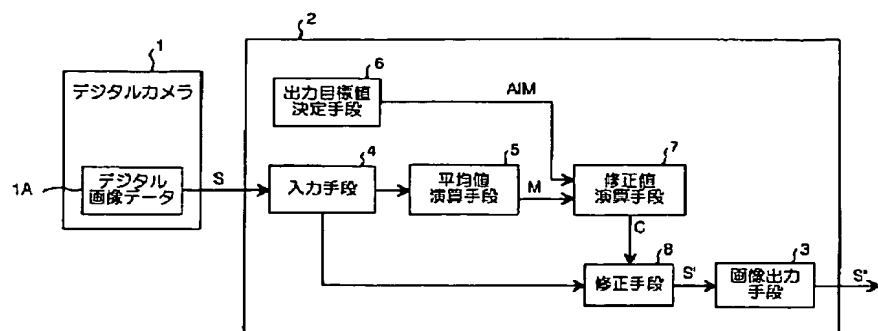 1
デジタルカメラ
1A
デジタル
画像データ
S
2
6
出力目標値
決定手段
AIM
4
入力手段
5
平均値
演算手段
M
7
修正値
演算手段
C
8
修正手段
S'
3
画像出力
手段
S"